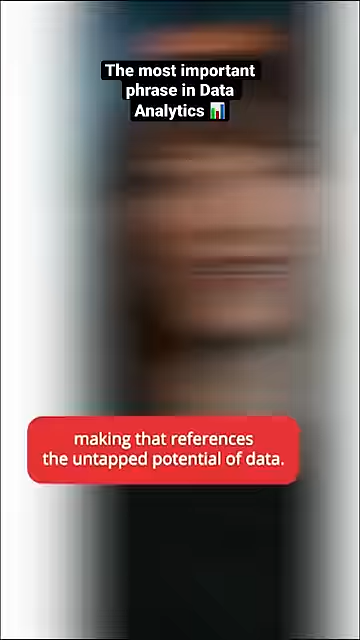 The most important
phrase in Data
Analytics 📊
making that references
the untapped potential of data.